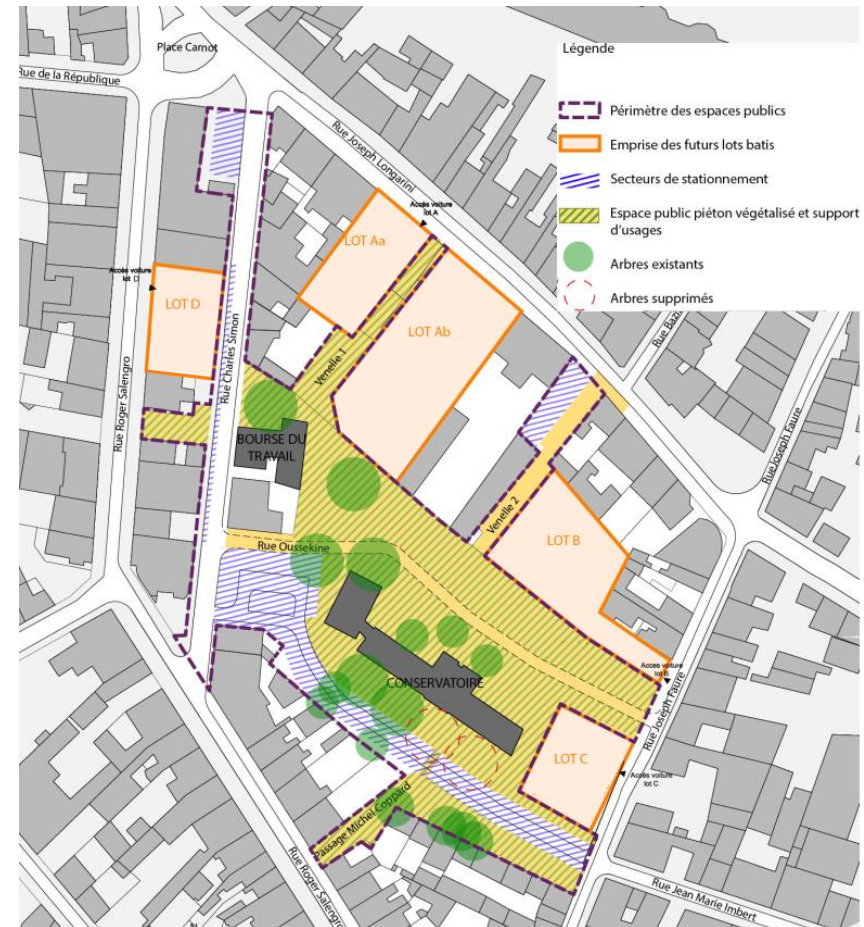 Place Carnot
Rue de la République
Légende
Périmètre des espaces publics
Emprise des futurs lots batis
Secteurs de stationnement
Espace public piéton végétalisé et support
d'usages
Arbres existants
Arbres supprimés
Rue Joseph Longarini
Accès voiture
lot A
LOT Aa
LOT Ab
Accès voiture
lot D
LOT D
Rue Charles Simon
Rue Roger Salengro
Venelle 1
BOURSE DU
TRAVAIL
Rue Joseph Faure
Venelle 2
LOT B
Rue Oussekine
CONSERVATOIRE
Acces voiture
Rue Joseph Faure
LOT C
Accès voiture
lot C
Passage Michel Coppard
Rue Roger Salengro
Rue Jean Marie Imbert